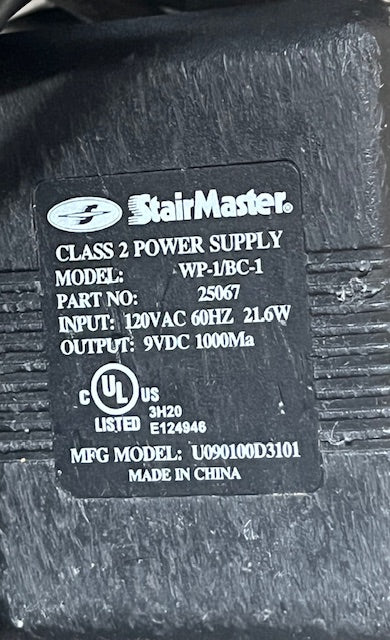 StairMaster®
CLASS 2 POWER SUPPLY
MODEL: WP-1/BC-1
PART NO: 25067
INPUT: 120VAC 60HZ 21.6W
OUTPUT: 9VDC 1000Ma
C UL US
LISTED 3H20
E124946
MFG MODEL: U090100D3101
MADE IN CHINA